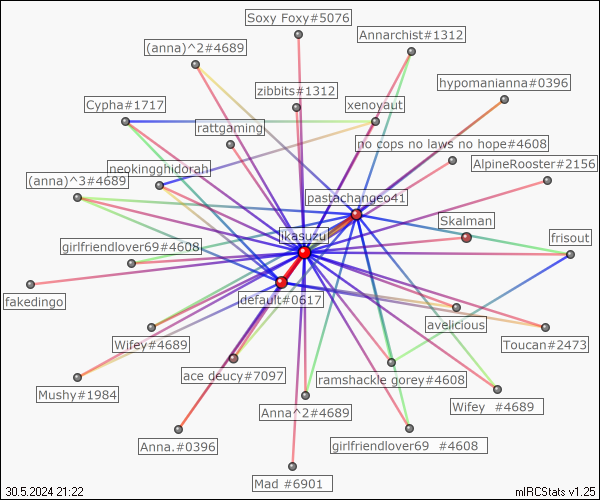 Soxy Foxy#5076
Annarchist#1312
(anna)^2#4689
hypomanianna#0396
zibbits#1312
Cypha#1717
xenoyaut
rattgaming
no cops no laws no hope#4608
neokingghidorah
AlpineRooster#2156
(anna)^3#4689
pastachangeo41
Skalman
ikasuzu
frisout
girlfriendlover69#4608
fakedingo
default#0617
avelicious
Wifey#4689
Toucan#2473
ace deucy#7097
ramshackle gorey#4608
Mushy#1984
Anna^2#4689
Wifey #4689
Anna.#0396
girlfriendlover69 #4608
Mad #6901
30.5.2024 21:22
mIRCStats v1.25